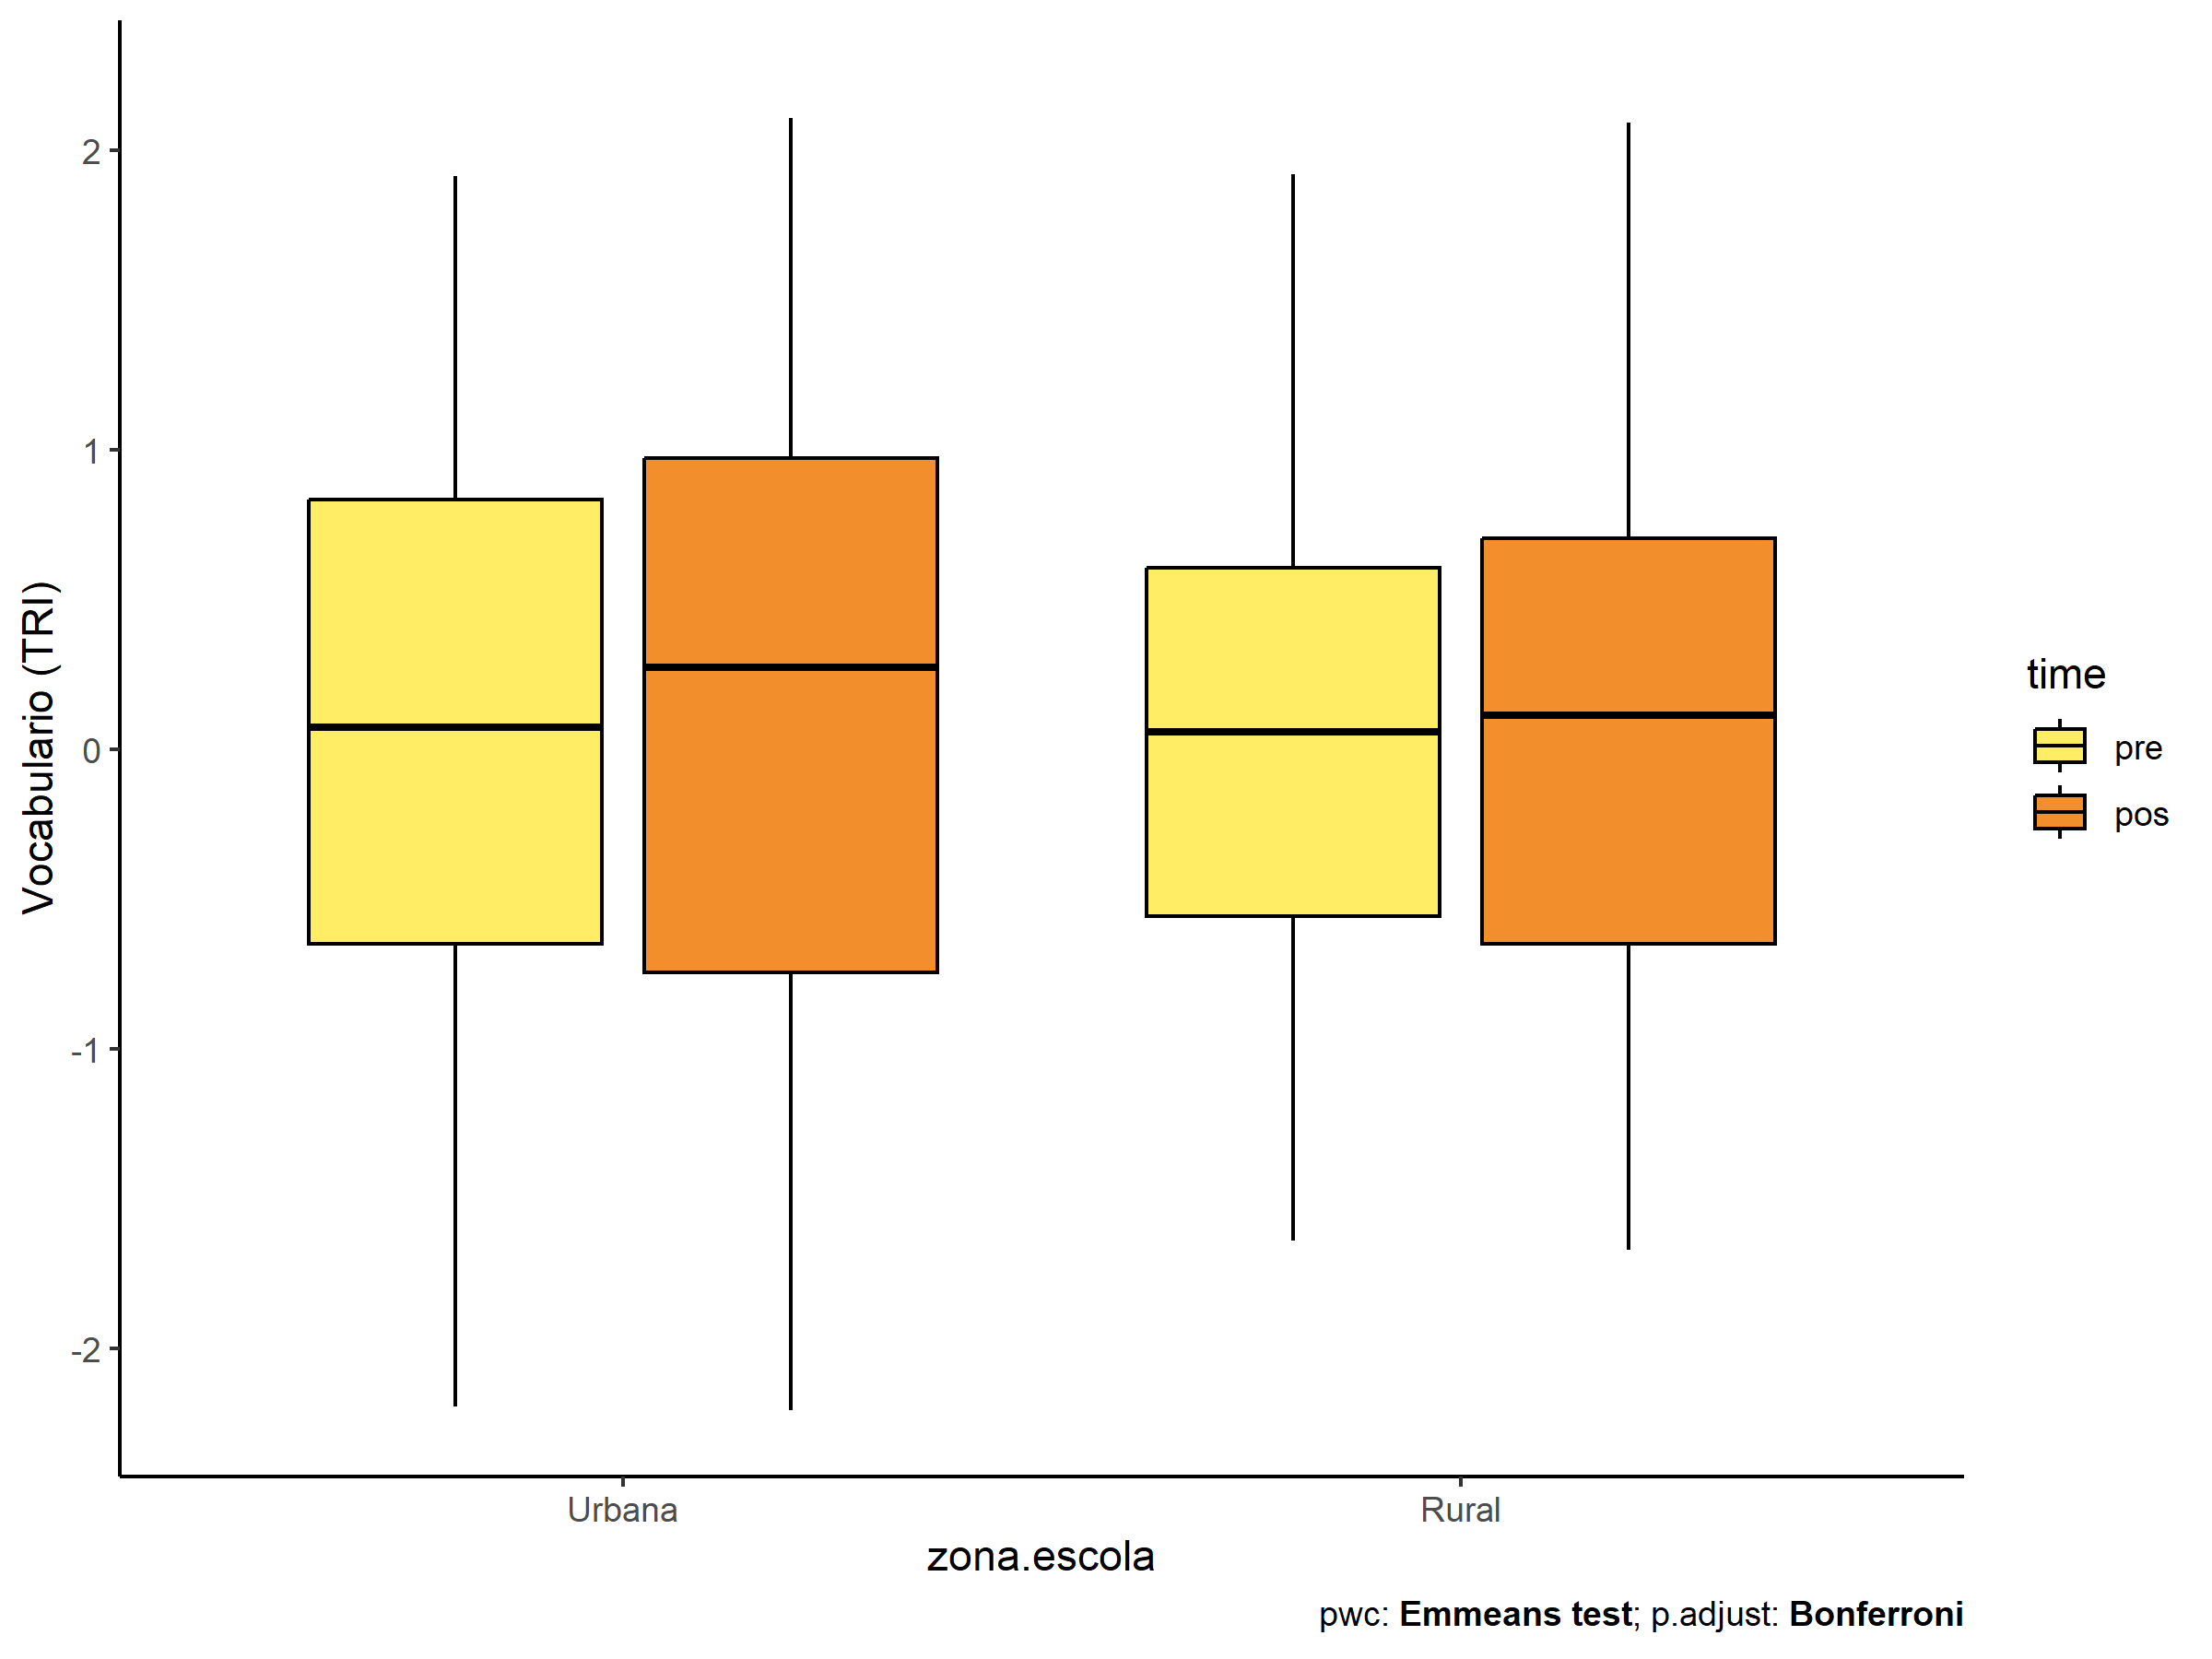 Vocabulario (TRI)
2
1
0
-1
-2
Urbana
Rural
zona.escola
time
pre
pos
pwc: Emmeans test; p.adjust: Bonferroni